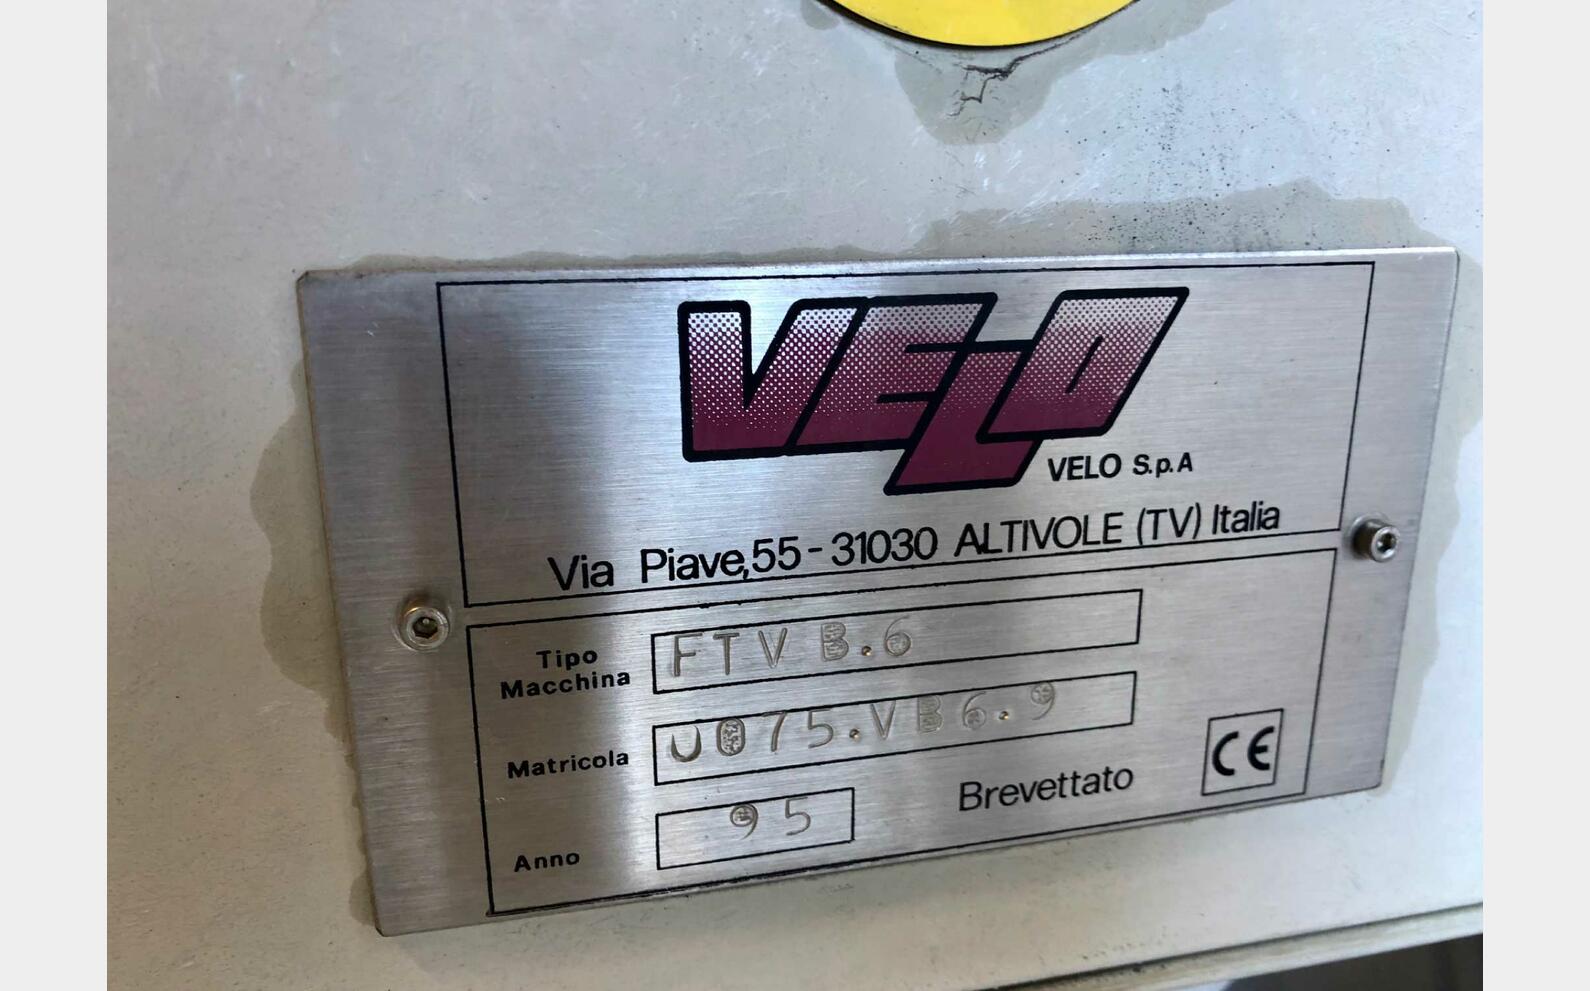 VELO
VELO S.p.A
Via Piave,55 - 31030 ALTIVOLE (TV) Italia
Tipo Macchina FTV B.6
Matricola 0075.VB6.9
Anno 95
Brevettato CE